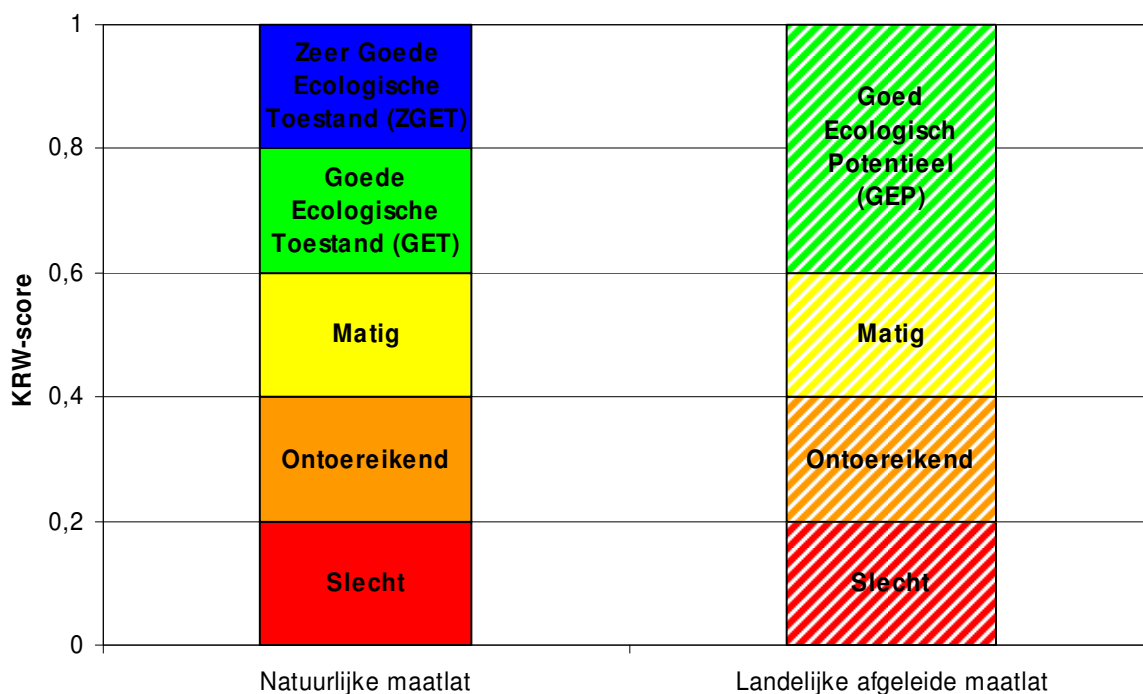 1
0,8
0,6
0,4
0,2
0
KRW-score
Zeer Goede
Ecologische
Toestand (ZGET)
Goede
Ecologische
Toestand (GET)
Matig
Ontoereikend
Slecht
Goed
Ecologisch
Potentieel
(GEP)
Matig
Ontoereikend
Slecht
Natuurlijke maatlat
Landelijke afgeleide maatlat